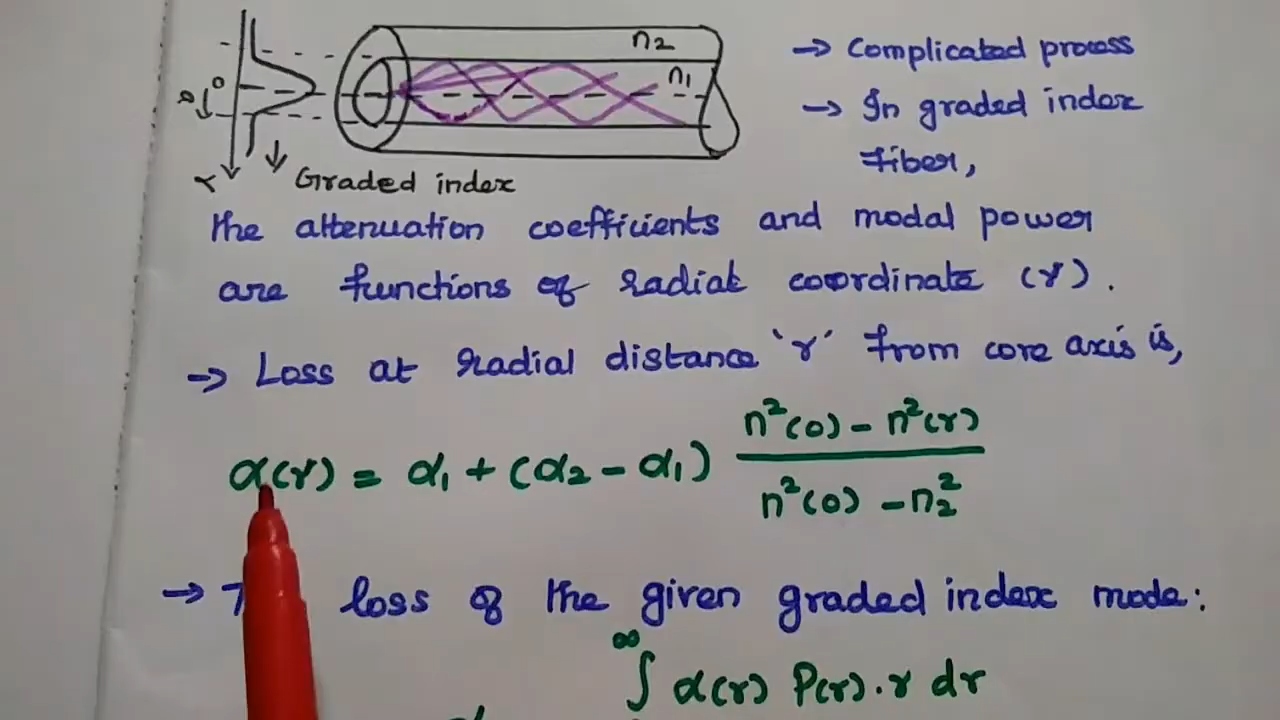 n2
n1
a
0
r
Graded index
→ Complicated process
→ In graded index
fiber,
the attenuation coefficients and modal power
are functions of radial coordinate (r).
→ Loss at radial distance 'r' from core axis is,
α(r) = α1 + (α2 - α1) n²(0) - n²(r) / n²(0) - n2²
→ loss of the given graded index mode:
∞
∫ α(r) P(r).r dr